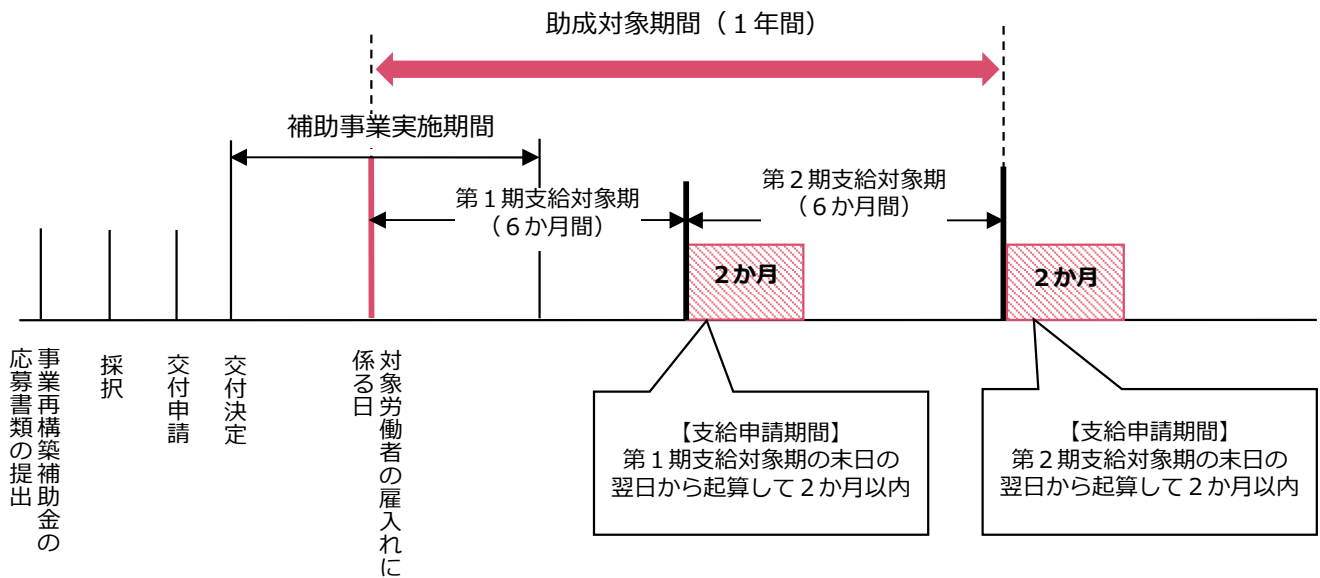 助成対象期間（１年間）
補助事業実施期間
第１期支給対象期
（６か月間）
第２期支給対象期
（６か月間）
２か月
２か月
事業再構築補助金の
応募書類の提出
採択
交付申請
交付決定
対象労働者の雇入れに
係る日
【支給申請期間】
第１期支給対象期の末日の
翌日から起算して２か月以内
【支給申請期間】
第２期支給対象期の末日の
翌日から起算して２か月以内